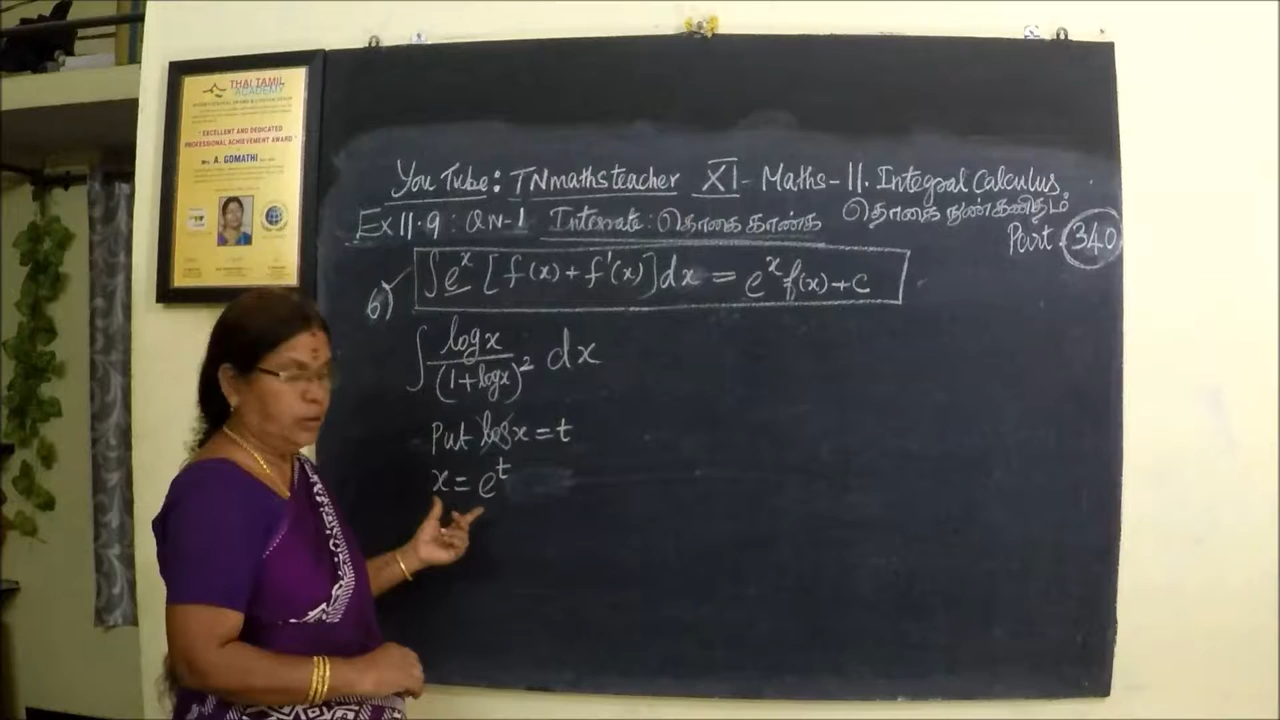 THAI TAMIL
ACADEMY
" EXCELLENT AND DEDICATED
PROFESSIONAL ACHIEVEMENT AWARD "
Mrs. A. GOMATHI
You Tube: TNmathsteacher XI - Maths - 11. Integral Calculus.
Ex 11.9 : QN-1 Integrate : தொகை காண்க தொகை நுண்கணிதம்
Part 340
6) ∫ e^x [f(x) + f'(x)] dx = e^x f(x) + c
∫ logx / (1+logx)^2 dx
Put logx = t
x = e^t